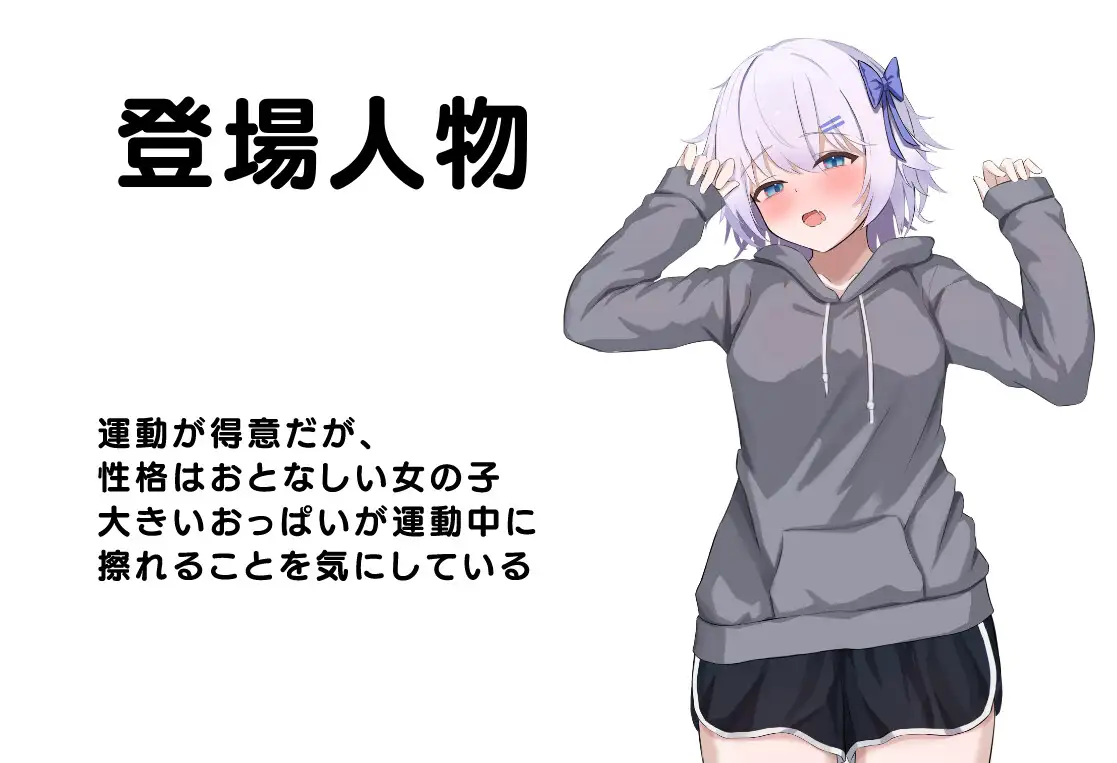 登場人物
運動が得意だが、
性格はおとなしい女の子
大きいおっぱいが運動中に
擦れることを気にしている